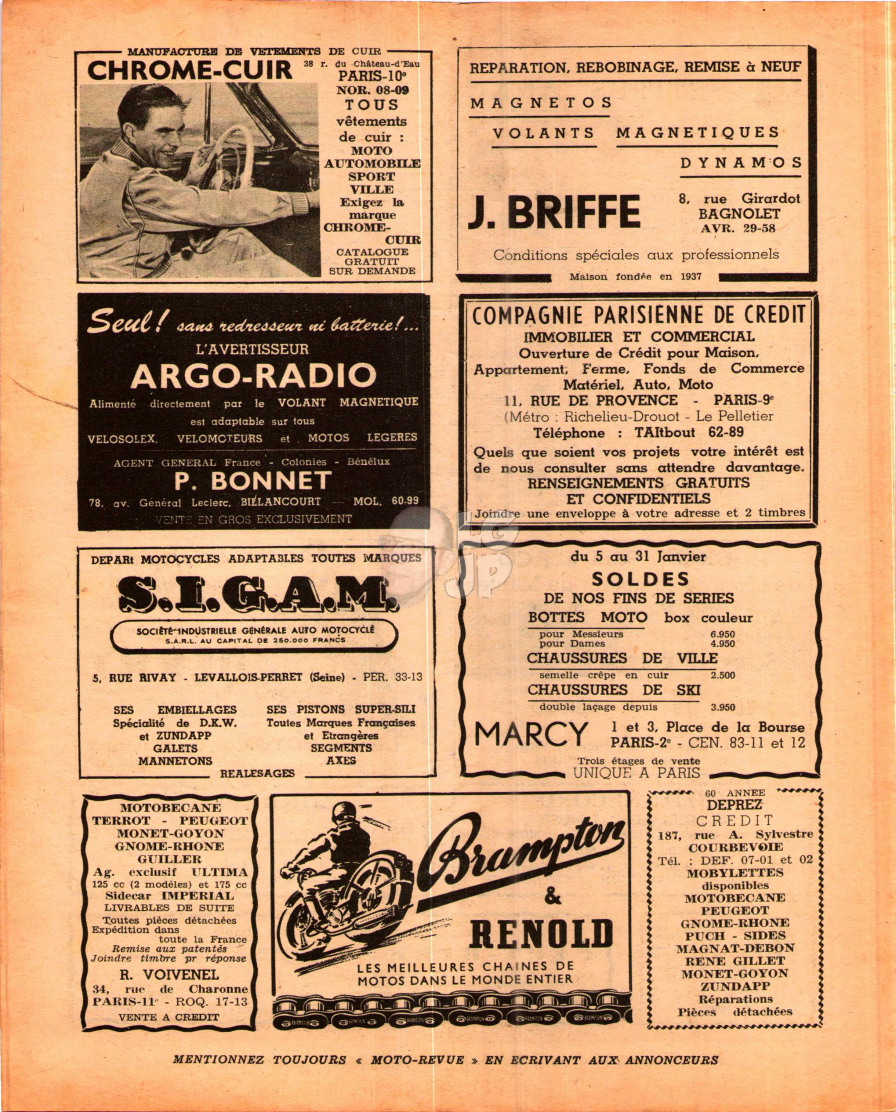 MANUFACTURE DE VETEMENTS DE CUIR
CHROME-CUIR
38 r. du Château-d'Eau
PARIS-10e
NOR. 08-09
TOUS
vêtements
de cuir :
MOTO
AUTOMOBILE
SPORT
VILLE
Exigez la
marque
CHROME-
CUIR
CATALOGUE
GRATUIT
SUR DEMANDE
REPARATION, REBOBINAGE, REMISE à NEUF
MAGNETOS
VOLANTS MAGNETIQUES
DYNAMOS
J. BRIFFE
8, rue Girardot
BAGNOLET
AVR. 29-58
Conditions spéciales aux professionnels
Maison fondée en 1937
Seul! sans redresseur ni batterie!...
L'AVERTISSEUR
ARGO-RADIO
Alimenté directement par le VOLANT MAGNETIQUE
est adaptable sur tous
VELOSOLEX, VELOMOTEURS et MOTOS LEGERES
AGENT GENERAL France - Colonies - Bénélux
P. BONNET
78, av. Général Leclerc, BILLANCOURT — MOL. 60-99
VENTE EN GROS EXCLUSIVEMENT
COMPAGNIE PARISIENNE DE CREDIT
IMMOBILIER ET COMMERCIAL
Ouverture de Crédit pour Maison,
Appartement, Ferme, Fonds de Commerce
Matériel, Auto, Moto
11, RUE DE PROVENCE - PARIS-9e
(Métro : Richelieu-Drouot - Le Pelletier
Téléphone : TAItbout 62-89
Quels que soient vos projets votre intérêt est
de nous consulter sans attendre davantage.
RENSEIGNEMENTS GRATUITS
ET CONFIDENTIELS
Joindre une enveloppe à votre adresse et 2 timbres
LG
JP
DEPARt MOTOCYCLES ADAPTABLES TOUTES MARQUES
S.I.G.A.M.
SOCIÉTÉ INDUSTRIELLE GÉNÉRALE AUTO MOTOCYCLE
S.A.R.L. AU CAPITAL DE 250.000 FRANCS
5, RUE RIVAY - LEVALLOIS-PERRET (Seine) - PER. 33-13
SES EMBIELLAGES
Spécialité de D.K.W.
et ZUNDAPP
GALETS
MANNETONS
SES PISTONS SUPER-SILI
Toutes Marques Françaises
et Etrangères
SEGMENTS
AXES
REALESAGES
du 5 au 31 Janvier
SOLDES
DE NOS FINS DE SERIES
BOTTES MOTO box couleur
pour Messieurs 6.950
pour Dames 4.950
CHAUSSURES DE VILLE
semelle crêpe en cuir 2.500
CHAUSSURES DE SKI
double laçage depuis 3.950
MARCY
1 et 3, Place de la Bourse
PARIS-2e - CEN. 83-11 et 12
Trois étages de vente
UNIQUE A PARIS
MOTOBECANE
TERROT - PEUGEOT
MONET-GOYON
GNOME-RHONE
GUILLER
Ag. exclusif ULTIMA
125 cc (2 modèles) et 175 cc
Sidecar IMPERIAL
LIVRABLES DE SUITE
Toutes pièces détachées
Expédition dans
toute la France
Remise aux patentés
Joindre timbre pr réponse
R. VOIVENEL
34, rue de Charonne
PARIS-11e - ROQ. 17-13
VENTE A CREDIT
Brampton
&
RENOLD
LES MEILLEURES CHAINES DE
MOTOS DANS LE MONDE ENTIER
60 ANNEE
DEPREZ
CREDIT
187, rue A. Sylvestre
COURBEVOIE
Tél. : DEF. 07-01 et 02
MOBYLETTES
disponibles
MOTOBECANE
PEUGEOT
GNOME-RHONE
PUCH - SIDES
MAGNAT-DEBON
RENE GILLET
MONET-GOYON
ZUNDAPP
Réparations
Pièces détachées
MENTIONNEZ TOUJOURS « MOTO-REVUE » EN ECRIVANT AUX ANNONCEURS